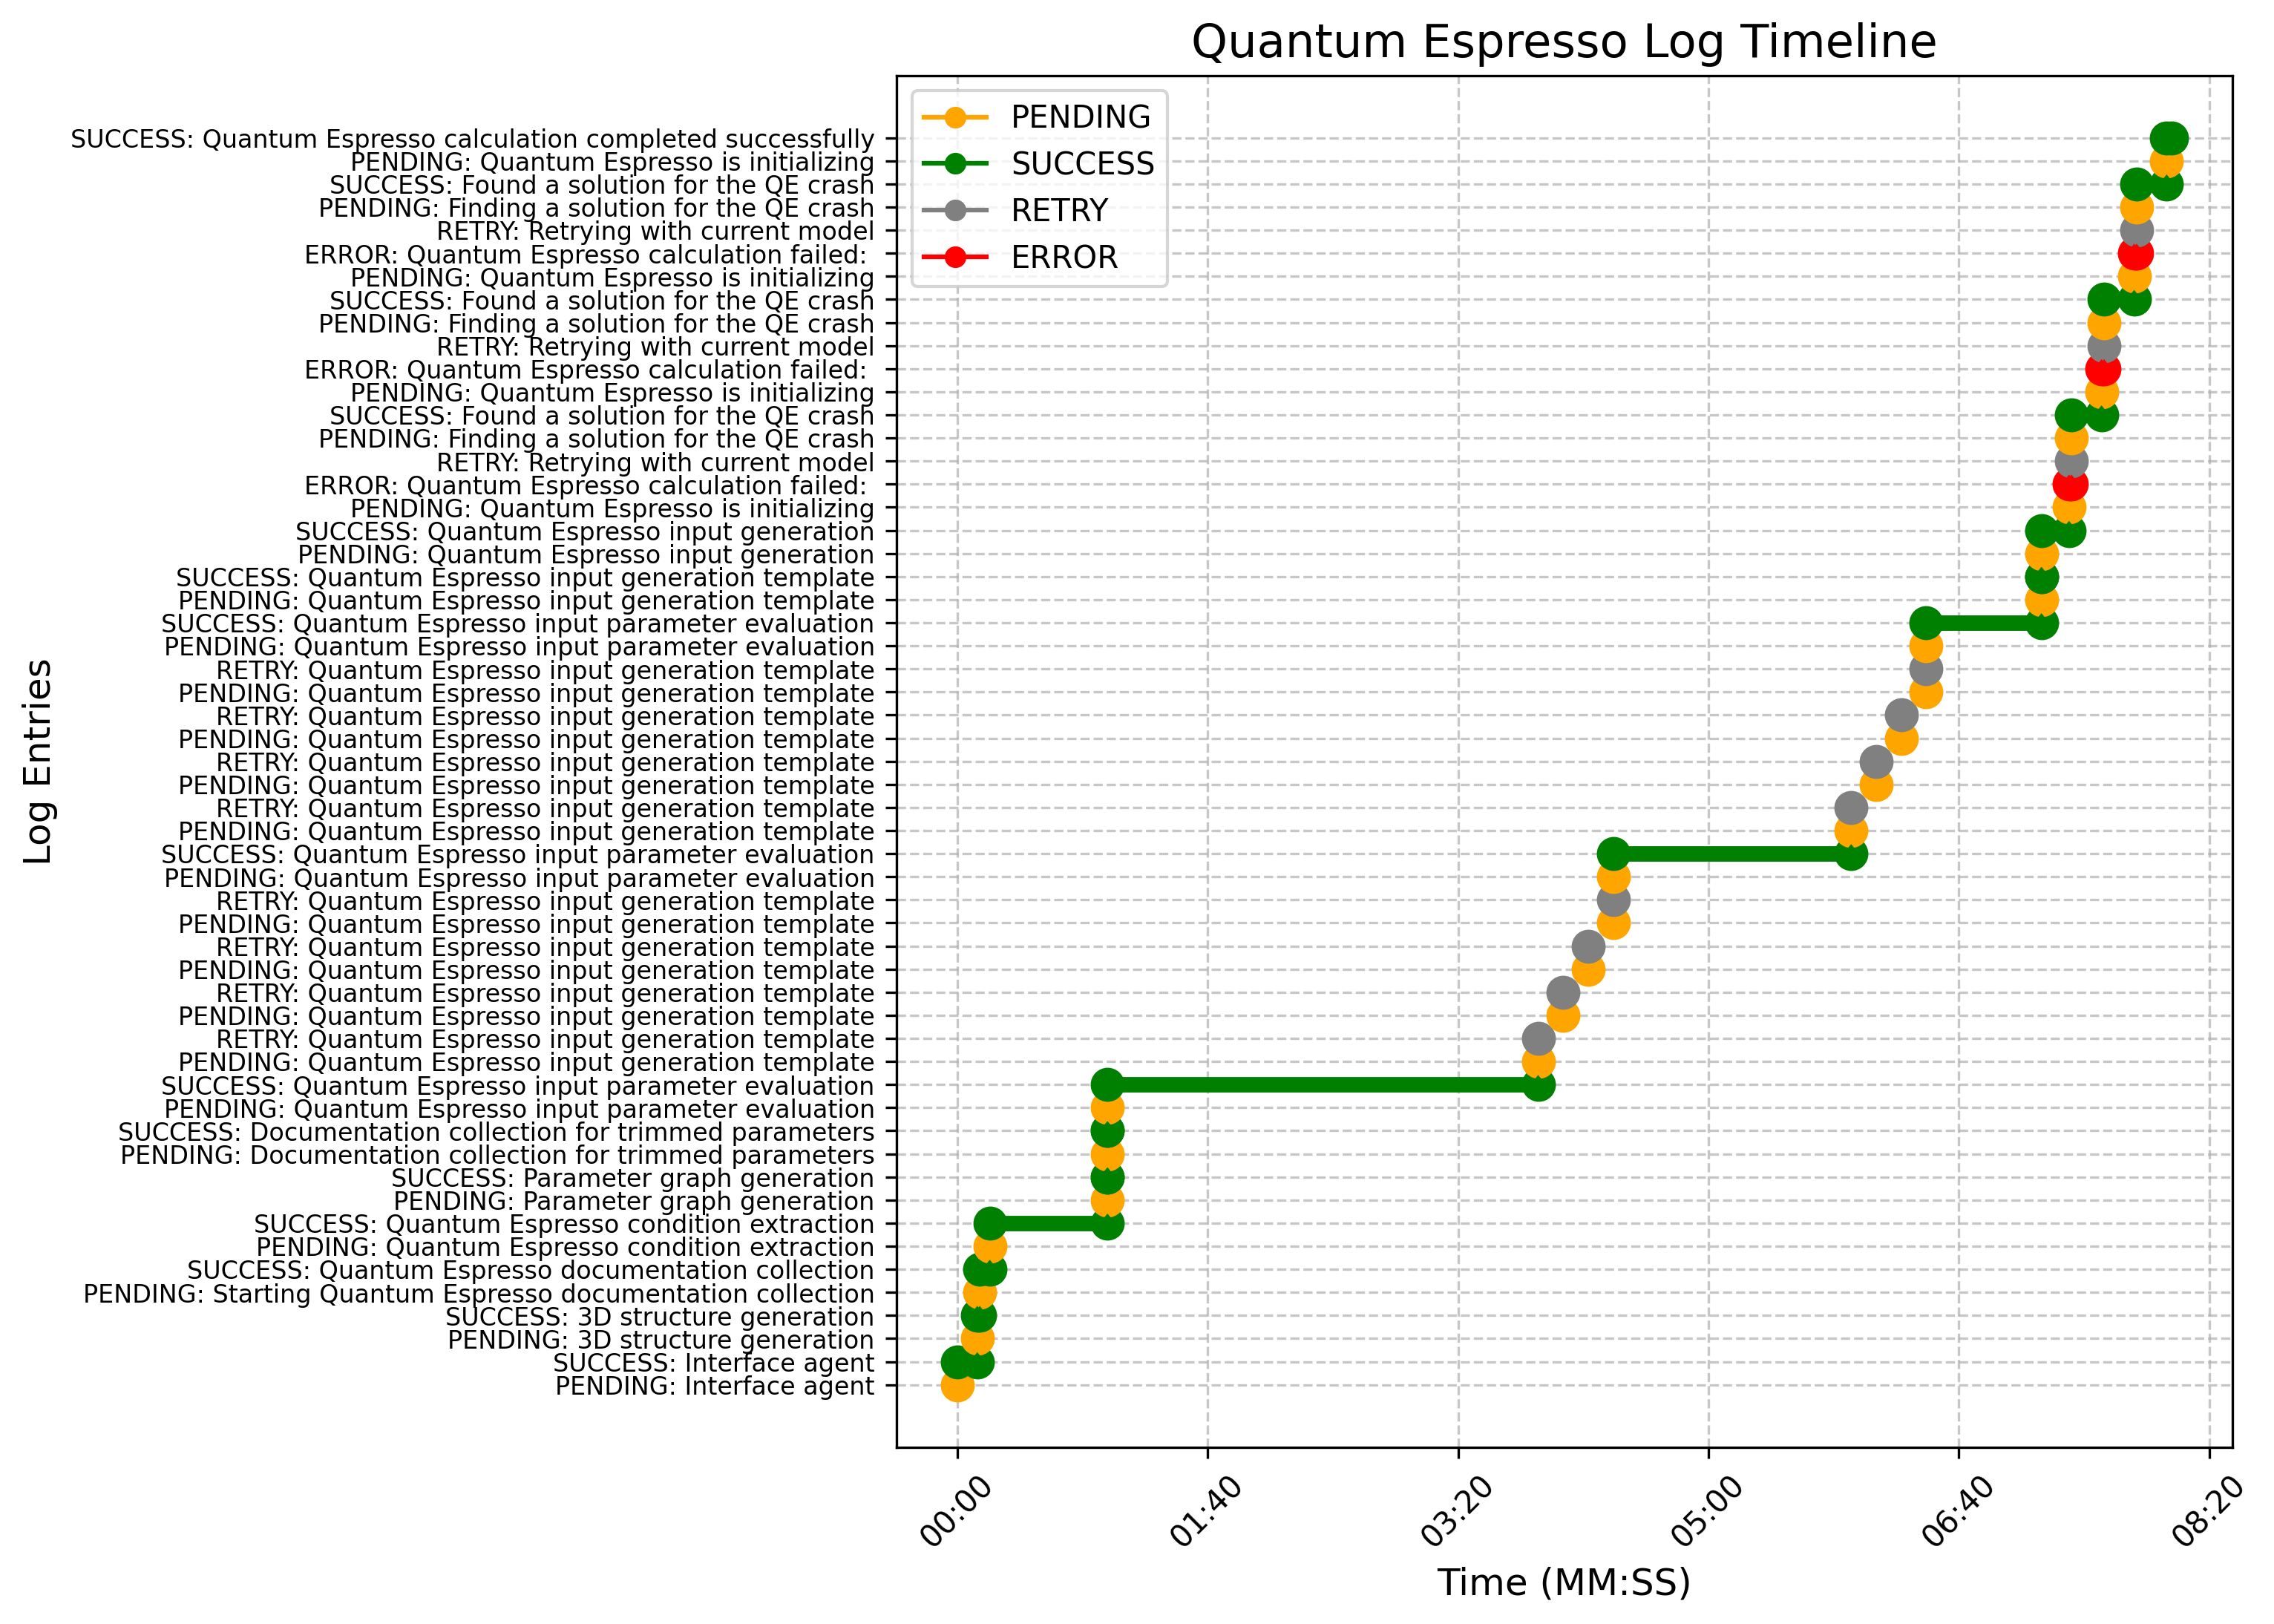 Quantum Espresso Log Timeline
PENDING
SUCCESS
RETRY
ERROR
Log Entries
SUCCESS: Quantum Espresso calculation completed successfully
PENDING: Quantum Espresso is initializing
SUCCESS: Found a solution for the QE crash
PENDING: Finding a solution for the QE crash
RETRY: Retrying with current model
ERROR: Quantum Espresso calculation failed:
PENDING: Quantum Espresso is initializing
SUCCESS: Found a solution for the QE crash
PENDING: Finding a solution for the QE crash
RETRY: Retrying with current model
ERROR: Quantum Espresso calculation failed:
PENDING: Quantum Espresso is initializing
SUCCESS: Found a solution for the QE crash
PENDING: Finding a solution for the QE crash
RETRY: Retrying with current model
ERROR: Quantum Espresso calculation failed:
PENDING: Quantum Espresso is initializing
SUCCESS: Quantum Espresso input generation
PENDING: Quantum Espresso input generation
SUCCESS: Quantum Espresso input generation template
PENDING: Quantum Espresso input generation template
SUCCESS: Quantum Espresso input parameter evaluation
PENDING: Quantum Espresso input parameter evaluation
RETRY: Quantum Espresso input generation template
PENDING: Quantum Espresso input generation template
RETRY: Quantum Espresso input generation template
PENDING: Quantum Espresso input generation template
RETRY: Quantum Espresso input generation template
PENDING: Quantum Espresso input generation template
RETRY: Quantum Espresso input generation template
PENDING: Quantum Espresso input generation template
SUCCESS: Quantum Espresso input parameter evaluation
PENDING: Quantum Espresso input parameter evaluation
RETRY: Quantum Espresso input generation template
PENDING: Quantum Espresso input generation template
RETRY: Quantum Espresso input generation template
PENDING: Quantum Espresso input generation template
RETRY: Quantum Espresso input generation template
PENDING: Quantum Espresso input generation template
RETRY: Quantum Espresso input generation template
PENDING: Quantum Espresso input generation template
SUCCESS: Quantum Espresso input parameter evaluation
PENDING: Quantum Espresso input parameter evaluation
SUCCESS: Documentation collection for trimmed parameters
PENDING: Documentation collection for trimmed parameters
SUCCESS: Parameter graph generation
PENDING: Parameter graph generation
SUCCESS: Quantum Espresso condition extraction
PENDING: Quantum Espresso condition extraction
SUCCESS: Quantum Espresso documentation collection
PENDING: Starting Quantum Espresso documentation collection
SUCCESS: 3D structure generation
PENDING: 3D structure generation
SUCCESS: Interface agent
PENDING: Interface agent
00:00
01:40
03:20
05:00
06:40
08:20
Time (MM:SS)